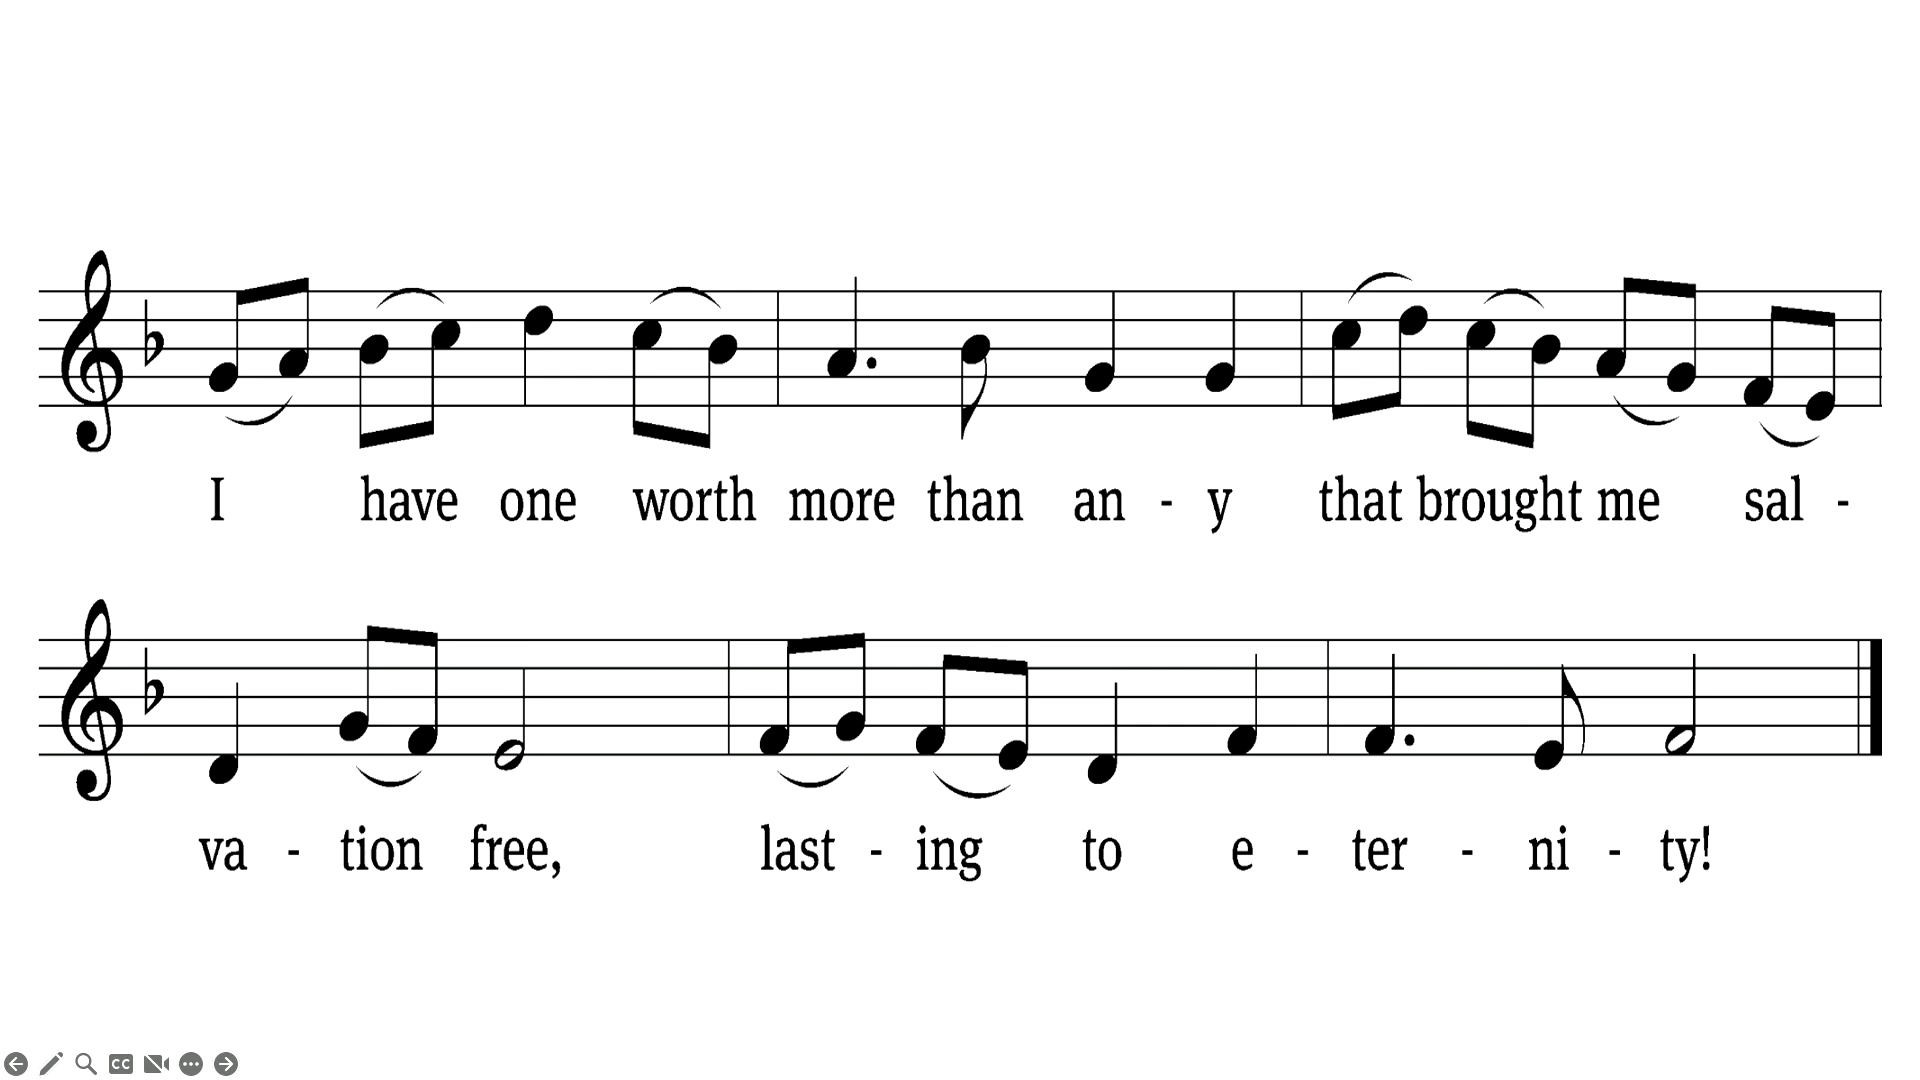 I have one worth more than an - y that brought me sal -
va - tion free, last - ing to e - ter - ni - ty!
CC